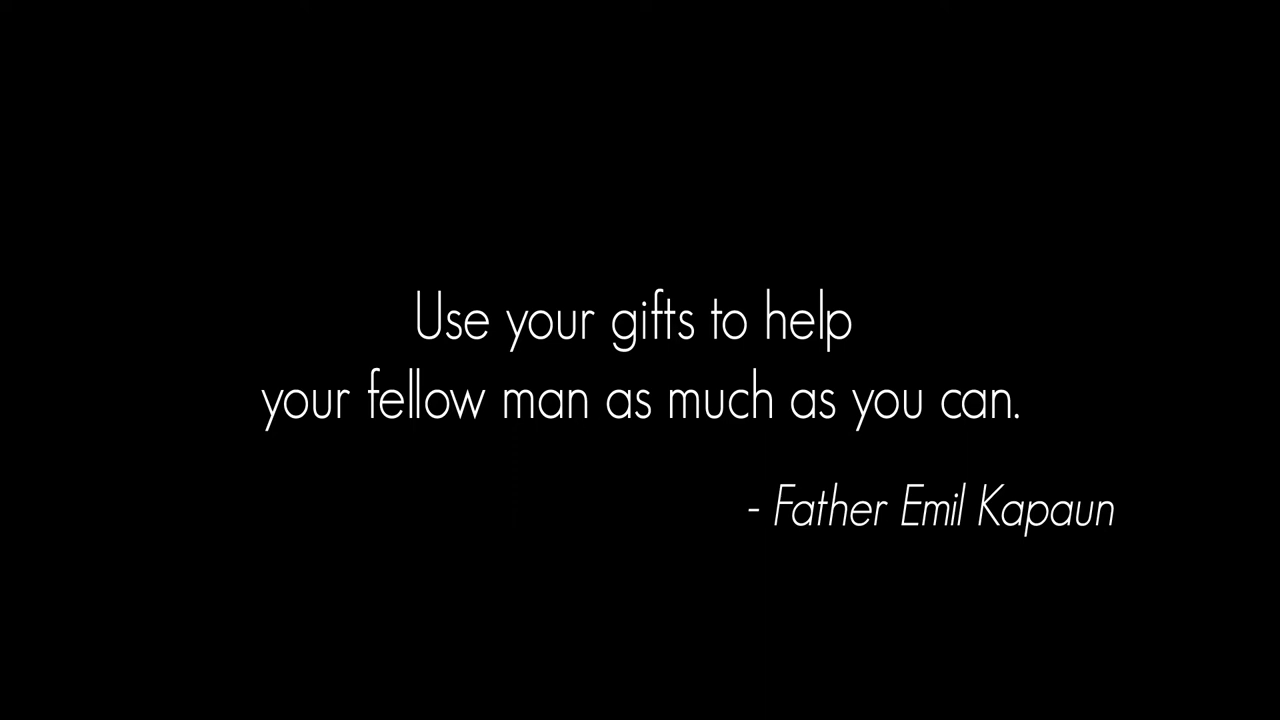 Use your gifts to help
your fellow man as much as you can.
- Father Emil Kapaun